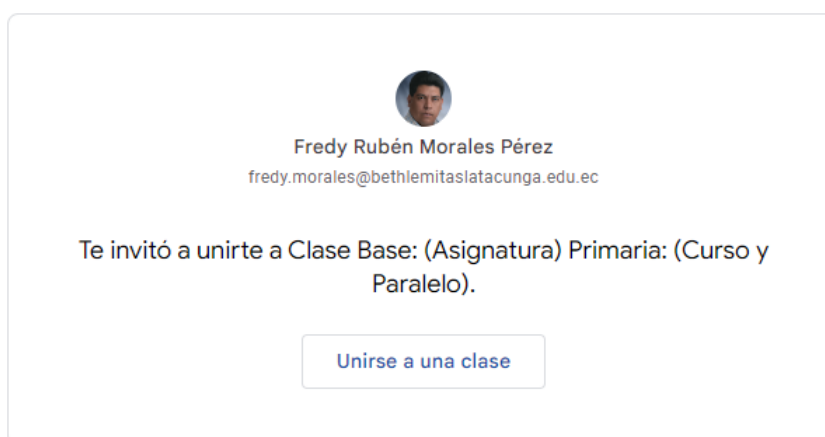 Fredy Rubén Morales Pérez
fredy.morales@bethlemitaslatacunga.edu.ec
Te invitó a unirte a Clase Base: (Asignatura) Primaria: (Curso y
Paralelo).
Unirse a una clase